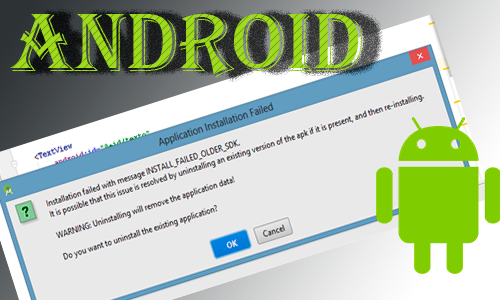 ANDROID
<TextView
Application Installation Failed
Installation failed with message INSTALL_FAILED_OLDER_SDK.
It is possible that this issue is resolved by uninstalling an existing version of the apk if it is present, and then re-installing.
WARNING: Uninstalling will remove the application data!
Do you want to uninstall the existing application?
OK
Cancel